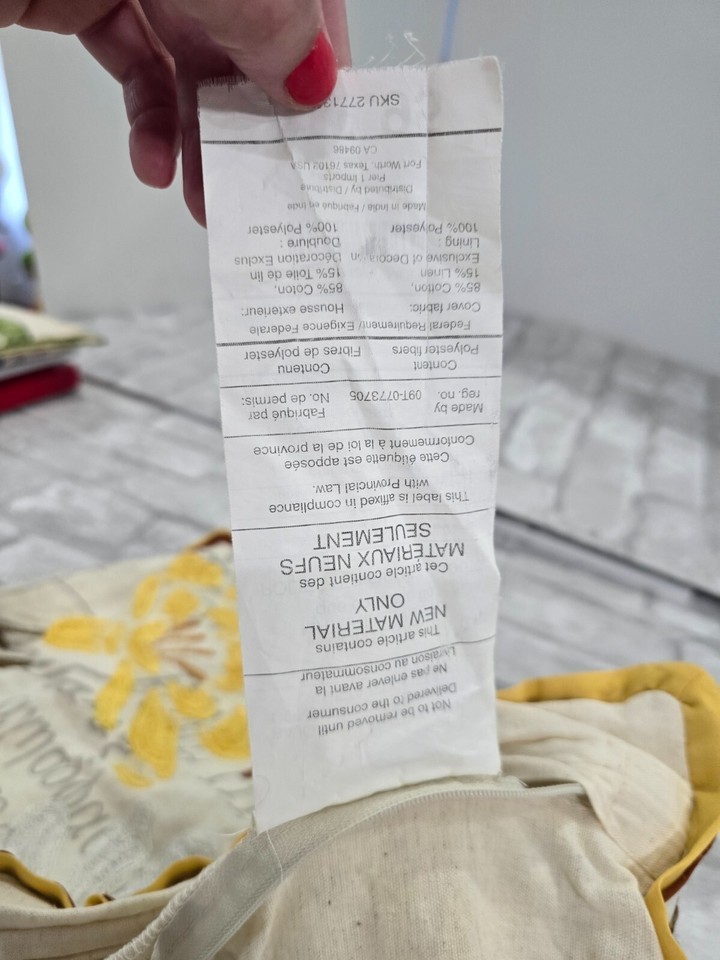 Not to be removed until
Delivered to the consumer
Ne pas enlever avant la
Livraison au consommateur
This article contains
NEW MATERIAL
ONLY
Cet article contient des
MATÉRIAUX NEUFS
SEULEMENT
This label is affixed in compliance
with Provincial Law.
Cette étiquette est apposée
Conformement à la loi de la province
Made by Fabriqué par
reg. no. 09T-0773705 No. de permis:
Content Contenu
Polyester fibers Fibres de polyester
Federal Requirement/ Exigence Federale
Cover fabric: Housse exterieur:
85% Cotton, 85% Coton,
15% Linen 15% Toile de lin
Exclusive of Decoration Décoration Exclus
Lining : Doublure :
100% Polyester 100% Polyester
Made in India / Fabriqué en Inde
Distributed by / Distribute
Pier 1 Imports
Fort Worth, Texas 76102 USA
CA 09486
SKU